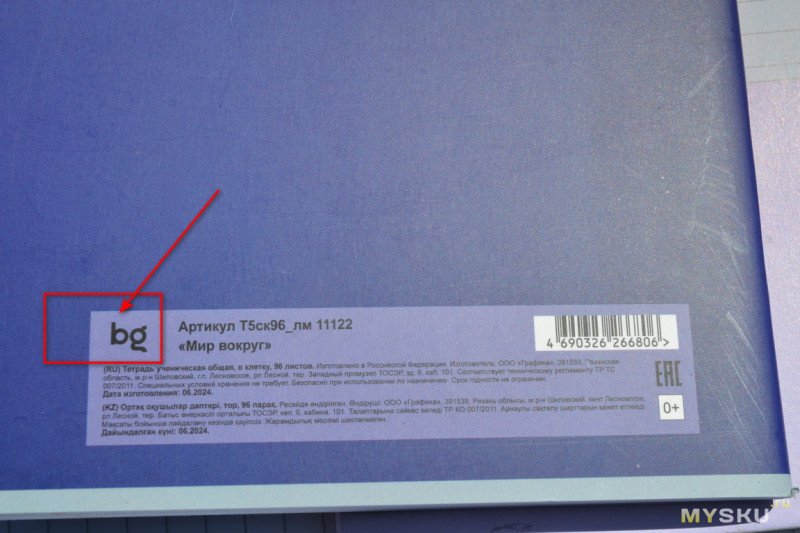 bg
Артикул Т5ск96_лм 11122
«Мир вокруг»
4 690326 266806 >
(RU) Тетрадь ученическая общая, в клетку, 96 листов. Изготовлено в Российской Федерации. Изготовитель: ООО «Графика», 391539, Рязанская
область, м.р-н Шиловский, г.п. Лесновское, рп Лесной, тер. Западный промузел ТОСЭР, зд. 6, каб. 101. Соответствует техническому регламенту ТР ТС
007/2011. Специальных условий хранения не требует. Безопасно при использовании по назначению. Срок годности не ограничен.
Дата изготовления: 06.2024.
EAC
(KZ) Ортақ оқушылар дәптері, тор, 96 парақ. Ресейде өндірілген. Өндіруші: ООО «Графика», 391539, Рязань облысы, м.р-н Шиловский, кент Лесновское,
рп Лесной, тер. Батыс өнеркәсіп орталығы ТОСЭР, 6, кабина. 101. Талаптарына сәйкес кегеді ТР КО 007/2011. Арнаулы сақталу шарттарын қажет етпейді.
Мақсаты бойынша пайдалану кезінде қауіпсіз. Жарамдылық мерзімі шектелмеген.
Дайындалған күні: 06.2024.
0+
MYSKU.ru